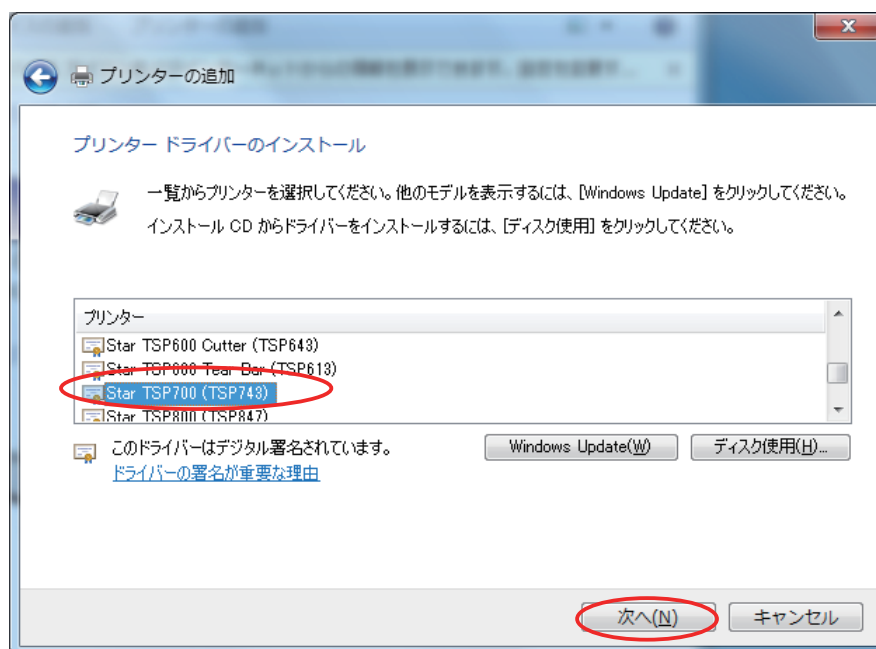 プリンターの追加
プリンター ドライバーのインストール
一覧からプリンターを選択してください。他のモデルを表示するには、[Windows Update] をクリックしてください。
インストール CD からドライバーをインストールするには、[ディスク使用] をクリックしてください。
プリンター
Star TSP600 Cutter (TSP643)
Star TSP600 Tear Bar (TSP613)
Star TSP700 (TSP743)
Star TSP800 (TSP847)
このドライバーはデジタル署名されています。
Windows Update(W)
ディスク使用(H)...
ドライバーの署名が重要な理由
次へ(N)
キャンセル